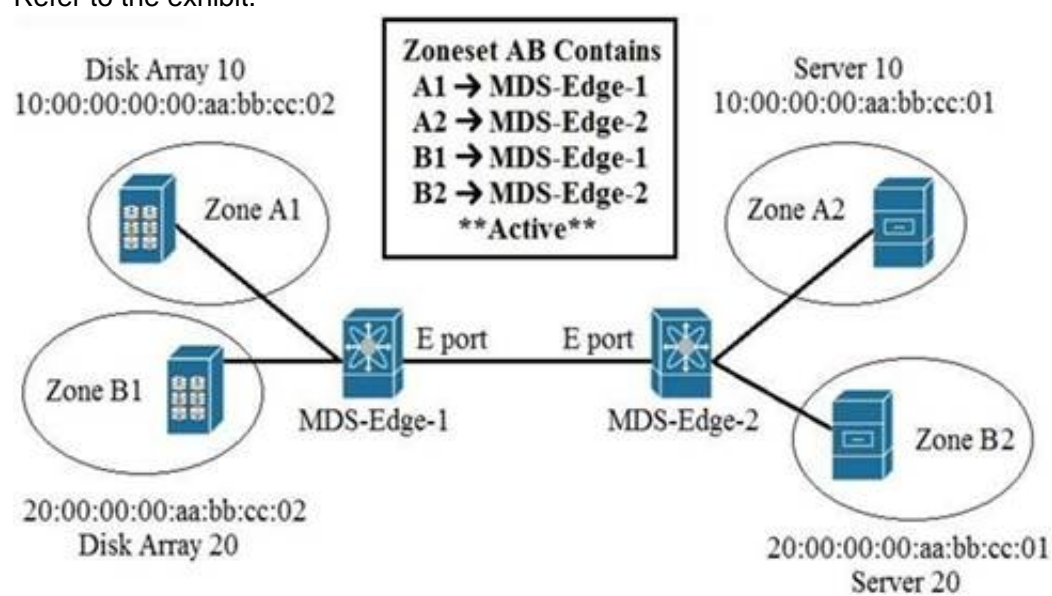 Refer to the exhibit.
Zoneset AB Contains
A1 → MDS-Edge-1
A2 → MDS-Edge-2
B1 → MDS-Edge-1
B2 → MDS-Edge-2
**Active**
Disk Array 10
10:00:00:00:00:aa:bb:cc:02
Server 10
10:00:00:00:aa:bb:cc:01
Zone A1
Zone A2
E port
E port
Zone B1
MDS-Edge-1
MDS-Edge-2
Zone B2
20:00:00:00:aa:bb:cc:02
Disk Array 20
20:00:00:00:aa:bb:cc:01
Server 20